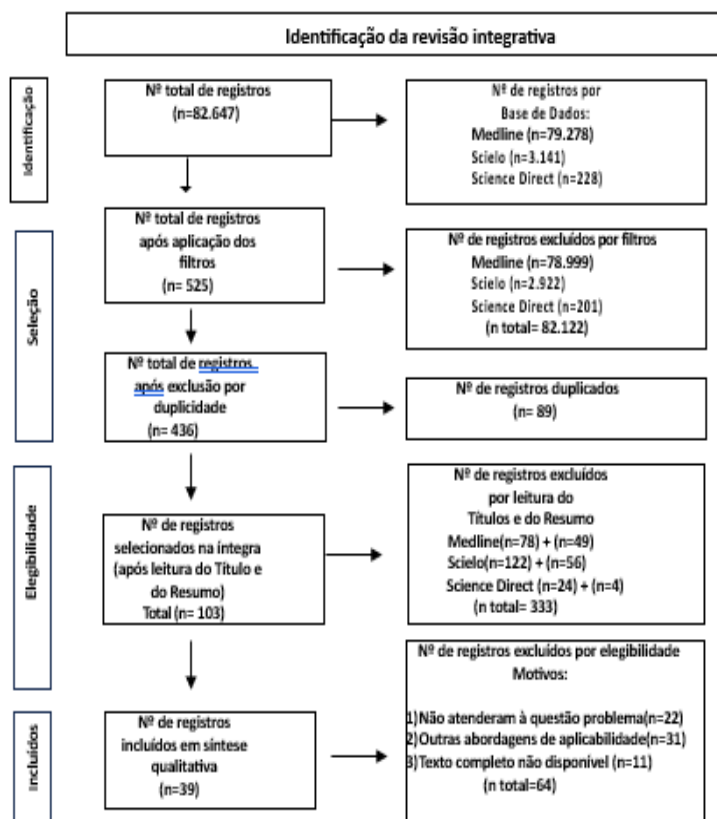 Identificação da revisão integrativa
Identificação
Nº total de registros
(n=82.647)
Nº de registros por
Base de Dados:
Medline (n=79.278)
Scielo (n=3.141)
Science Direct (n=228)
Seleção
Nº total de registros
após aplicação dos
filtros
(n= 525)
Nº de registros excluídos por filtros
Medline (n=78.999)
Scielo (n=2.922)
Science Direct (n=201)
(n total= 82.122)
Nº total de registros
após exclusão por
duplicidade
(n= 436)
Nº de registros duplicados
(n= 89)
Elegibilidade
Nº de registros
selecionados na íntegra
(após leitura do Título e
do Resumo)
Total (n= 103)
Nº de registros excluídos
por leitura do
Títulos e do Resumo
Medline(n=78) + (n=49)
Scielo(n=122) + (n=56)
Science Direct (n=24) + (n=4)
(n total= 333)
Incluídos
Nº de registros
incluídos em síntese
qualitativa
(n=39)
Nº de registros excluídos por elegibilidade
Motivos:
1)Não atenderam à questão problema(n=22)
2)Outras abordagens de aplicabilidade(n=31)
3)Texto completo não disponível (n=11)
(n total=64)